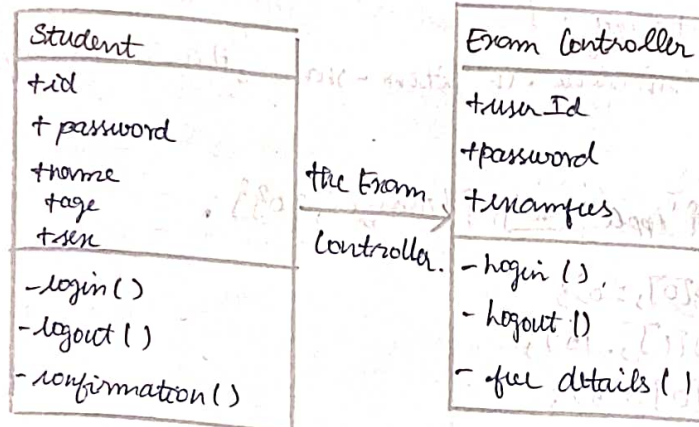 Student
+id
+ password
+name
+age
+sex
-login()
-logout()
-confirmation()
the Exam
Controller.
Exam Controller
+user Id
+password
+examfees
-Login ()
- Logout ()
- fee details ()